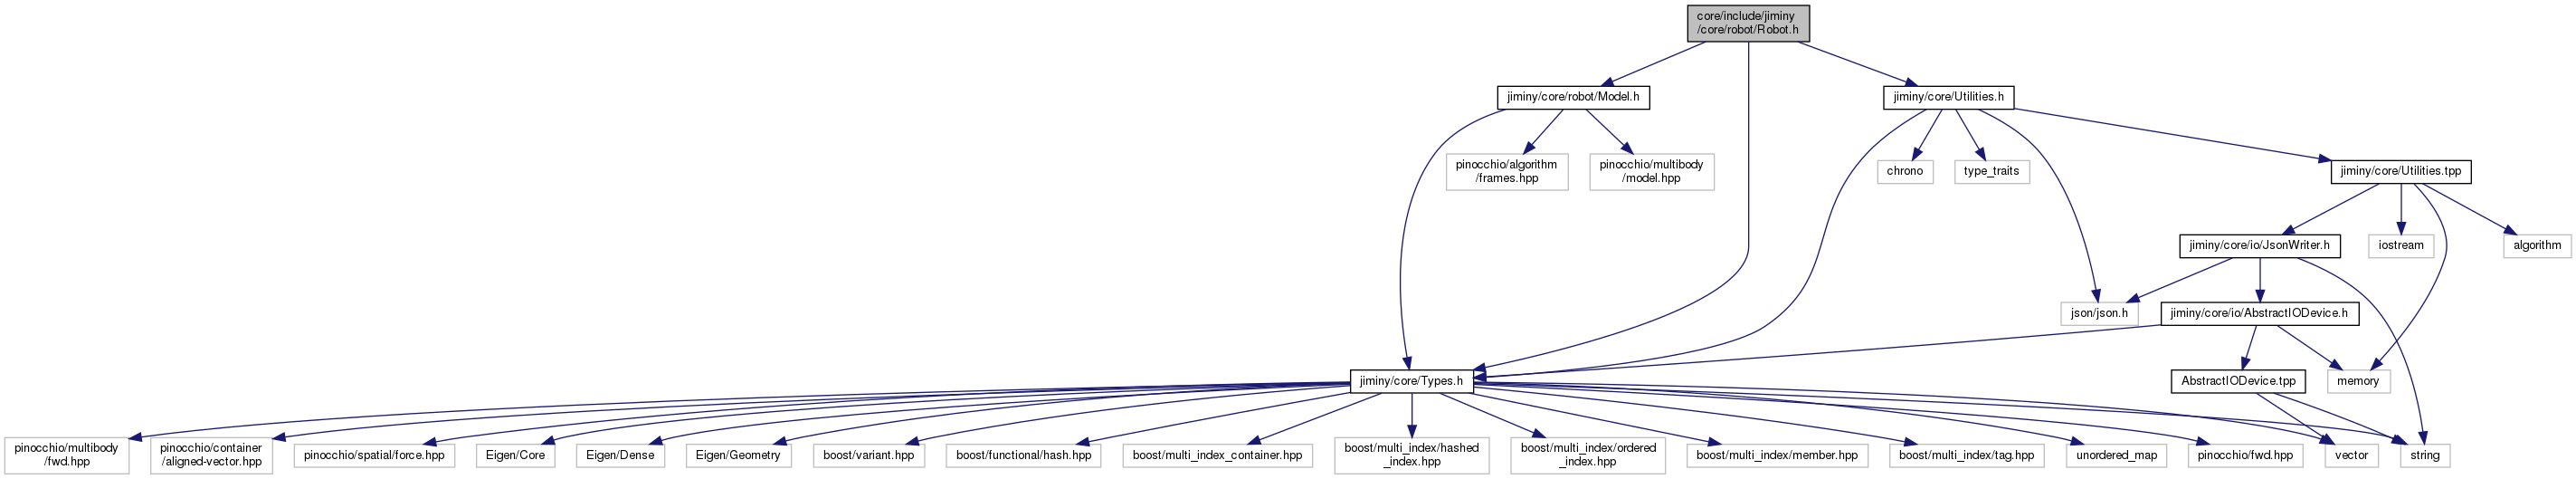 core/include/jiminy
/core/robot/Robot.h
jiminy/core/robot/Model.h
jiminy/core/Utilities.h
pinocchio/algorithm
/frames.hpp
pinocchio/multibody
/model.hpp
chrono
type_traits
jiminy/core/Utilities.tpp
jiminy/core/io/JsonWriter.h
iostream
algorithm
json/json.h
jiminy/core/io/AbstractIODevice.h
jiminy/core/Types.h
AbstractIODevice.tpp
memory
pinocchio/multibody
/fwd.hpp
pinocchio/container
/aligned-vector.hpp
pinocchio/spatial/force.hpp
Eigen/Core
Eigen/Dense
Eigen/Geometry
boost/variant.hpp
boost/functional/hash.hpp
boost/multi_index_container.hpp
boost/multi_index/hashed
_index.hpp
boost/multi_index/ordered
_index.hpp
boost/multi_index/member.hpp
boost/multi_index/tag.hpp
unordered_map
pinocchio/fwd.hpp
vector
string